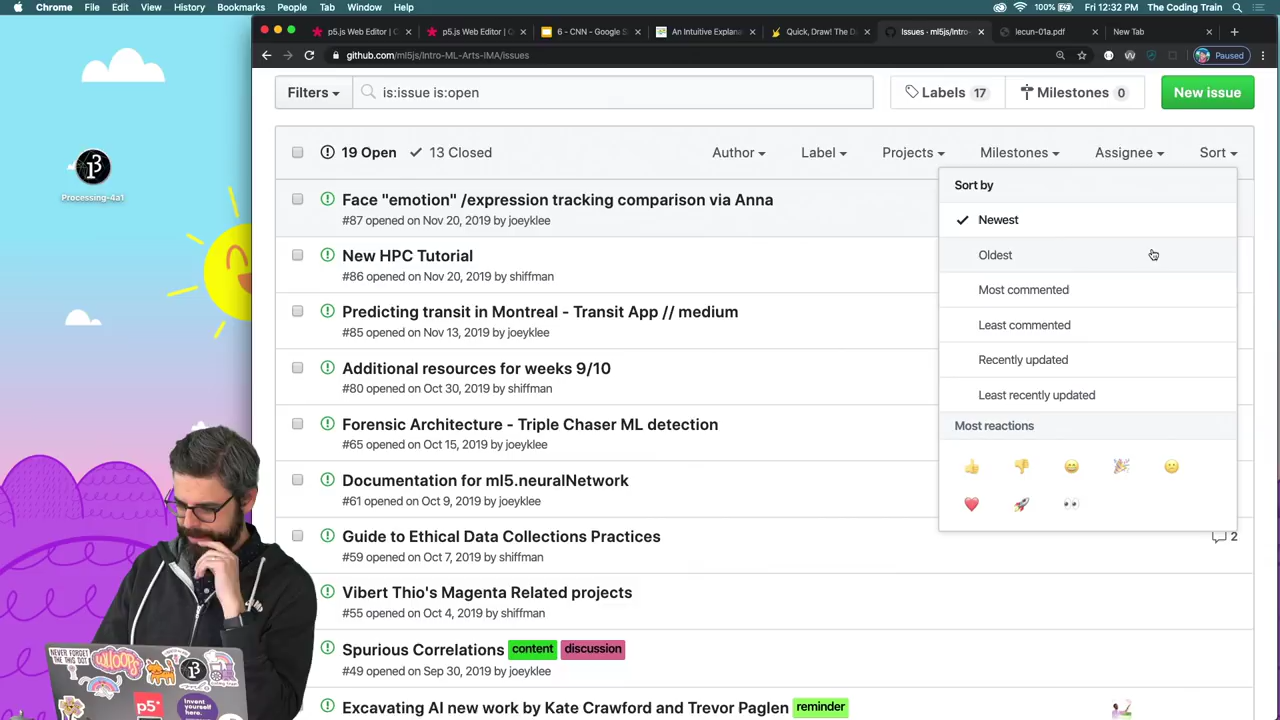 Chrome File Edit View History Bookmarks People Tab Window Help
100% Fri 12:32 PM The Coding Train
p5.js Web Editor | p5.js Web Editor | 6 - CNN - Google S An Intuitive Explana Quick, Draw! The Dat Issues · ml5js/Intro-M lecun-01a.pdf New Tab
github.com/ml5js/Intro-ML-Arts-IMA/issues
Paused
Filters is:issue is:open Labels 17 Milestones 0 New issue
19 Open 13 Closed Author Label Projects Milestones Assignee Sort
Sort by
Newest
Oldest
Most commented
Least commented
Recently updated
Least recently updated
Most reactions
Face "emotion" /expression tracking comparison via Anna
#87 opened on Nov 20, 2019 by joeyklee
New HPC Tutorial
#86 opened on Nov 20, 2019 by shiffman
Predicting transit in Montreal - Transit App // medium
#85 opened on Nov 13, 2019 by joeyklee
Additional resources for weeks 9/10
#80 opened on Oct 30, 2019 by shiffman
Forensic Architecture - Triple Chaser ML detection
#65 opened on Oct 15, 2019 by joeyklee
Documentation for ml5.neuralNetwork
#61 opened on Oct 9, 2019 by joeyklee
Guide to Ethical Data Collections Practices
2
#59 opened on Oct 7, 2019 by shiffman
Vibert Thio's Magenta Related projects
#55 opened on Oct 4, 2019 by shiffman
Spurious Correlations content discussion
#49 opened on Sep 30, 2019 by joeyklee
Excavating AI new work by Kate Crawford and Trevor Paglen reminder
Processing-4a1
NEVER FORGET
THE THIS DOT
WHOOPS
p5*
Invent
yourself
here.